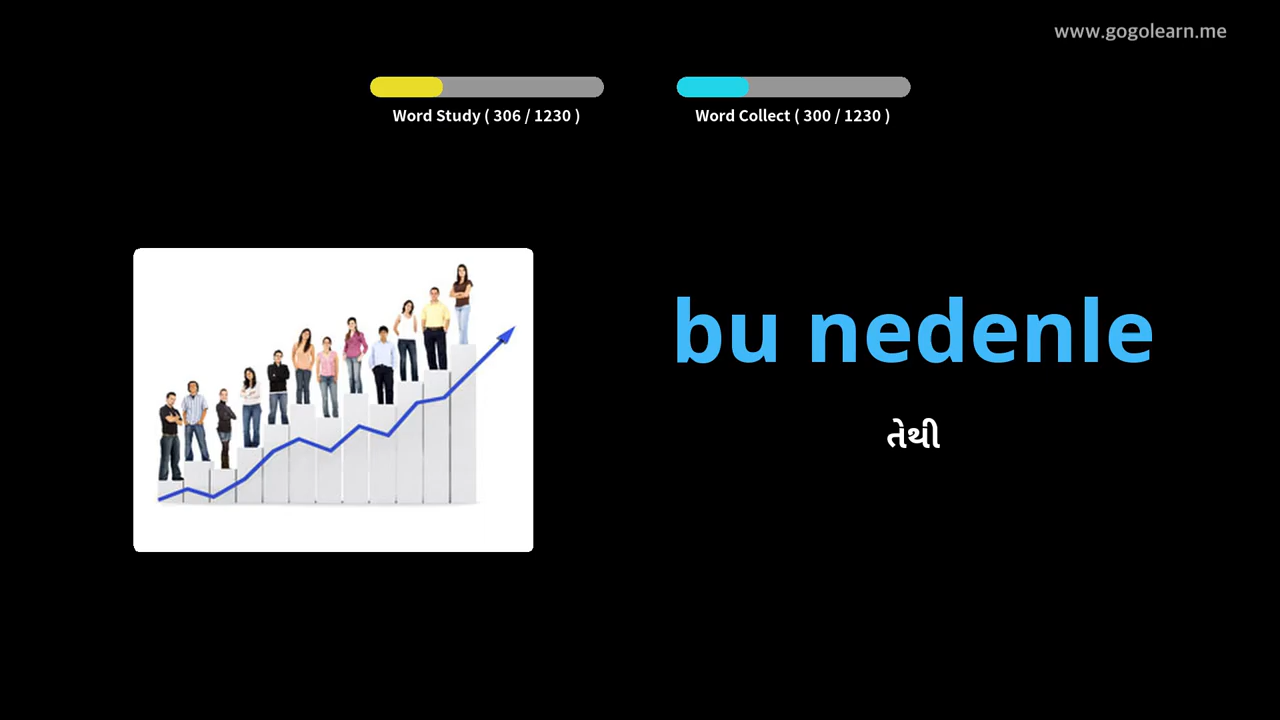 www.gogolearn.me
Word Study ( 306 / 1230 )
Word Collect ( 300 / 1230 )
bu nedenle
તેથી